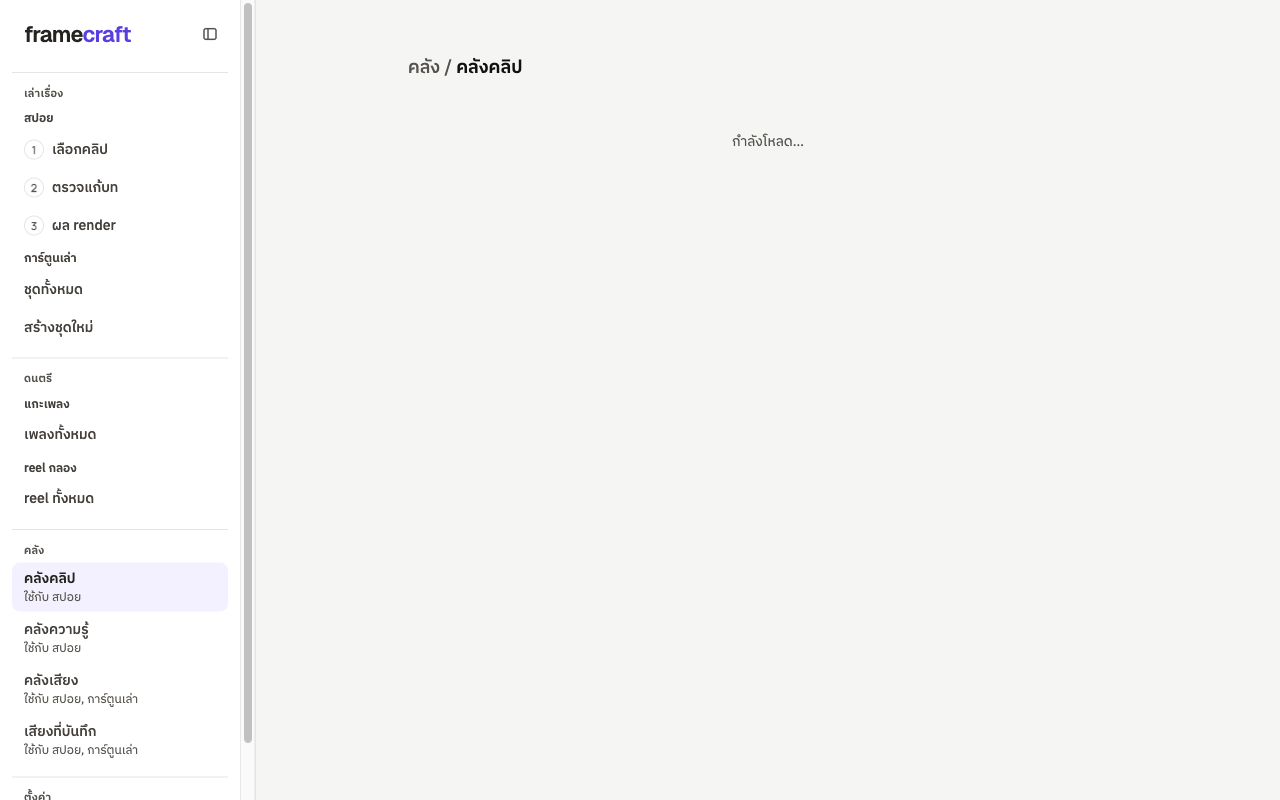 framecraft
เล่าเรื่อง
สปอย
1 เลือกคลิป
2 ตรวจแก้บท
3 ผล render
การ์ตูนเล่า
ชุดทั้งหมด
สร้างชุดใหม่
ดนตรี
แกะเพลง
เพลงทั้งหมด
reel กลอง
reel ทั้งหมด
คลัง
คลังคลิป
ใช้กับ สปอย
คลังความรู้
ใช้กับ สปอย
คลังเสียง
ใช้กับ สปอย, การ์ตูนเล่า
เสียงที่บันทึก
ใช้กับ สปอย, การ์ตูนเล่า
ตั้งค่า
คลัง / คลังคลิป
กำลังโหลด...